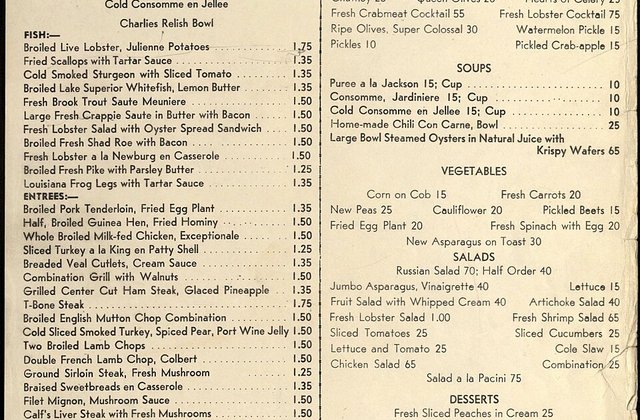 Cold Consomme en Jellee
Charlies Relish Bowl
FISH:—
Broiled Live Lobster, Julienne Potatoes 1.75
Fried Scallops with Tartar Sauce 1.35
Cold Smoked Sturgeon with Sliced Tomato 1.35
Broiled Lake Superior Whitefish, Lemon Butter 1.35
Fresh Brook Trout Saute Meuniere 1.50
Large Fresh Crappie Saute in Butter with Bacon 1.50
Fresh Lobster Salad with Oyster Spread Sandwich 1.50
Broiled Fresh Shad Roe with Bacon 1.50
Fresh Lobster a la Newburg en Casserole 1.50
Broiled Fresh Pike with Parsley Butter 1.25
Louisiana Frog Legs with Tartar Sauce 1.35
ENTREES:—
Broiled Pork Tenderloin, Fried Egg Plant 1.35
Half, Broiled Guinea Hen, Fried Hominy 1.50
Whole Broiled Milk-fed Chicken, Exceptionale 1.50
Sliced Turkey a la King en Patty Shell 1.25
Breaded Veal Cutlets, Cream Sauce 1.35
Combination Grill with Walnuts 1.50
Grilled Center Cut Ham Steak, Glaced Pineapple 1.35
T-Bone Steak 1.75
Broiled English Mutton Chop Combination 1.50
Cold Sliced Smoked Turkey, Spiced Pear, Port Wine Jelly 1.50
Two Broiled Lamb Chops 1.50
Double French Lamb Chop, Colbert 1.50
Ground Sirloin Steak, Fresh Mushroom 1.25
Braised Sweetbreads en Casserole 1.35
Filet Mignon, Mushroom Sauce 1.50
Calf's Liver Steak with Fresh Mushrooms 1.50
Fresh Crabmeat Cocktail 55 Fresh Lobster Cocktail 75
Ripe Olives, Super Colossal 30 Watermelon Pickle 15
Pickles 10 Pickled Crab-apple 15
SOUPS
Puree a la Jackson 15; Cup 10
Consomme, Jardiniere 15; Cup 10
Cold Consomme en Jellee 15; Cup 10
Home-made Chili Con Carne, Bowl 25
Large Bowl Steamed Oysters in Natural Juice with
Krispy Wafers 65
VEGETABLES
Corn on Cob 15 Fresh Carrots 20
New Peas 25 Cauliflower 20 Pickled Beets 15
Fried Egg Plant 20 Fresh Spinach with Egg 20
New Asparagus on Toast 30
SALADS
Russian Salad 70; Half Order 40
Jumbo Asparagus, Vinaigrette 40 Lettuce 15
Fruit Salad with Whipped Cream 40 Artichoke Salad 40
Fresh Lobster Salad 1.00 Fresh Shrimp Salad 65
Sliced Tomatoes 25 Sliced Cucumbers 25
Lettuce and Tomato 25 Cole Slaw 15
Chicken Salad 65 Combination 25
Salad a la Pacini 75
DESSERTS
Fresh Sliced Peaches in Cream 25